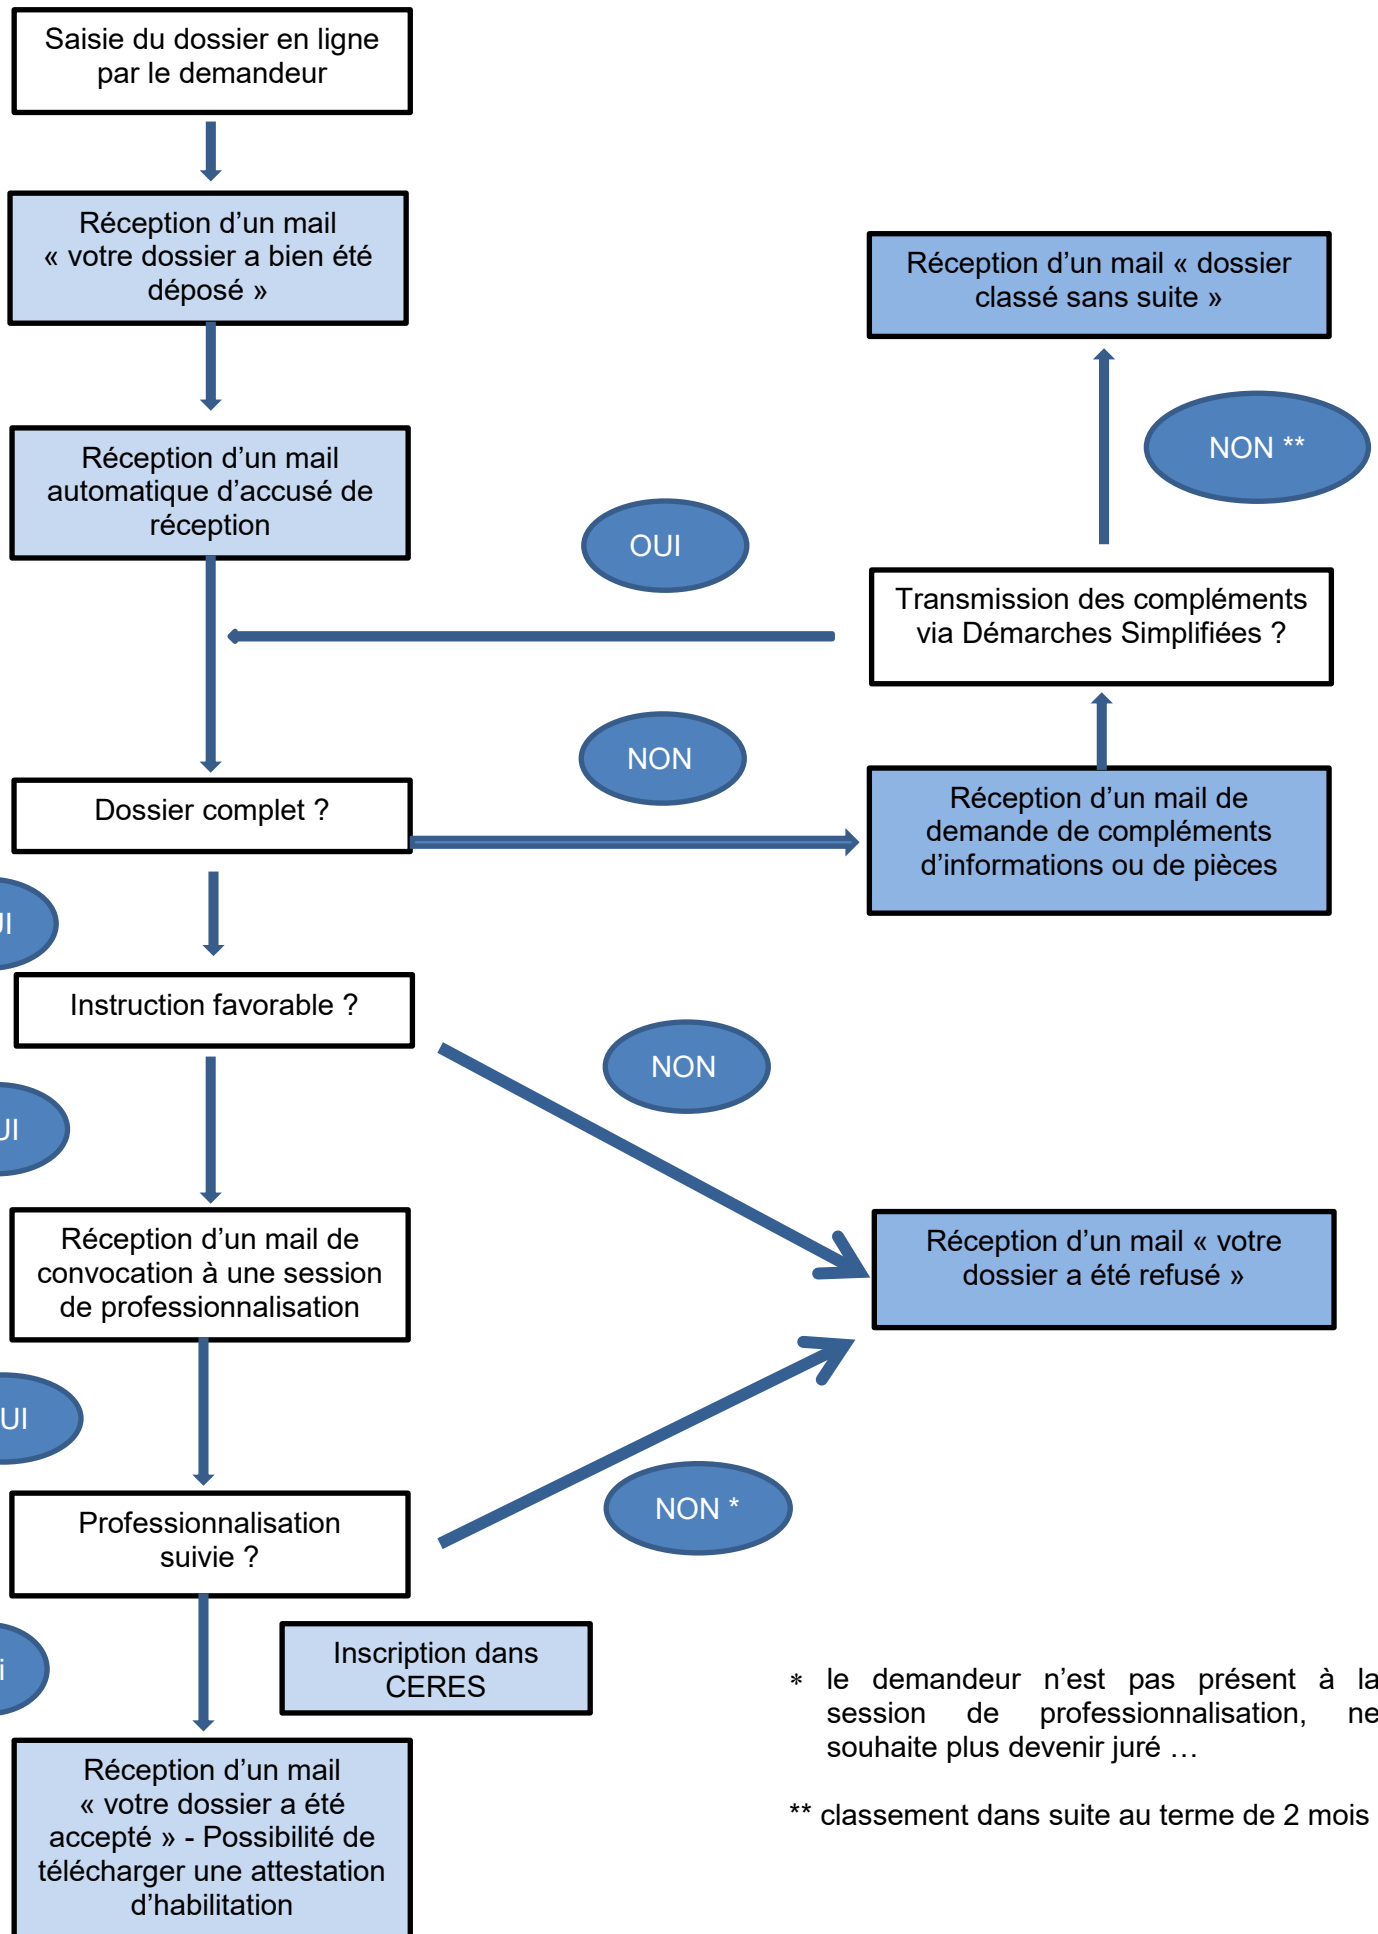 Saisie du dossier en ligne
par le demandeur
Réception d’un mail
« votre dossier a bien été
déposé »
Réception d’un mail « dossier
classé sans suite »
NON **
Réception d’un mail
automatique d’accusé de
réception
OUI
Transmission des compléments
via Démarches Simplifiées ?
NON
Dossier complet ?
Réception d’un mail de
demande de compléments
d’informations ou de pièces
UI
Instruction favorable ?
NON
UI
Réception d’un mail de
convocation à une session
de professionnalisation
Réception d’un mail « votre
dossier a été refusé »
UI
NON *
Professionnalisation
suivie ?
Inscription dans
CERES
i
* le demandeur n’est pas présent à la
session de professionnalisation, ne
souhaite plus devenir juré …
** classement dans suite au terme de 2 mois
Réception d’un mail
« votre dossier a été
accepté » - Possibilité de
télécharger une attestation
d’habilitation